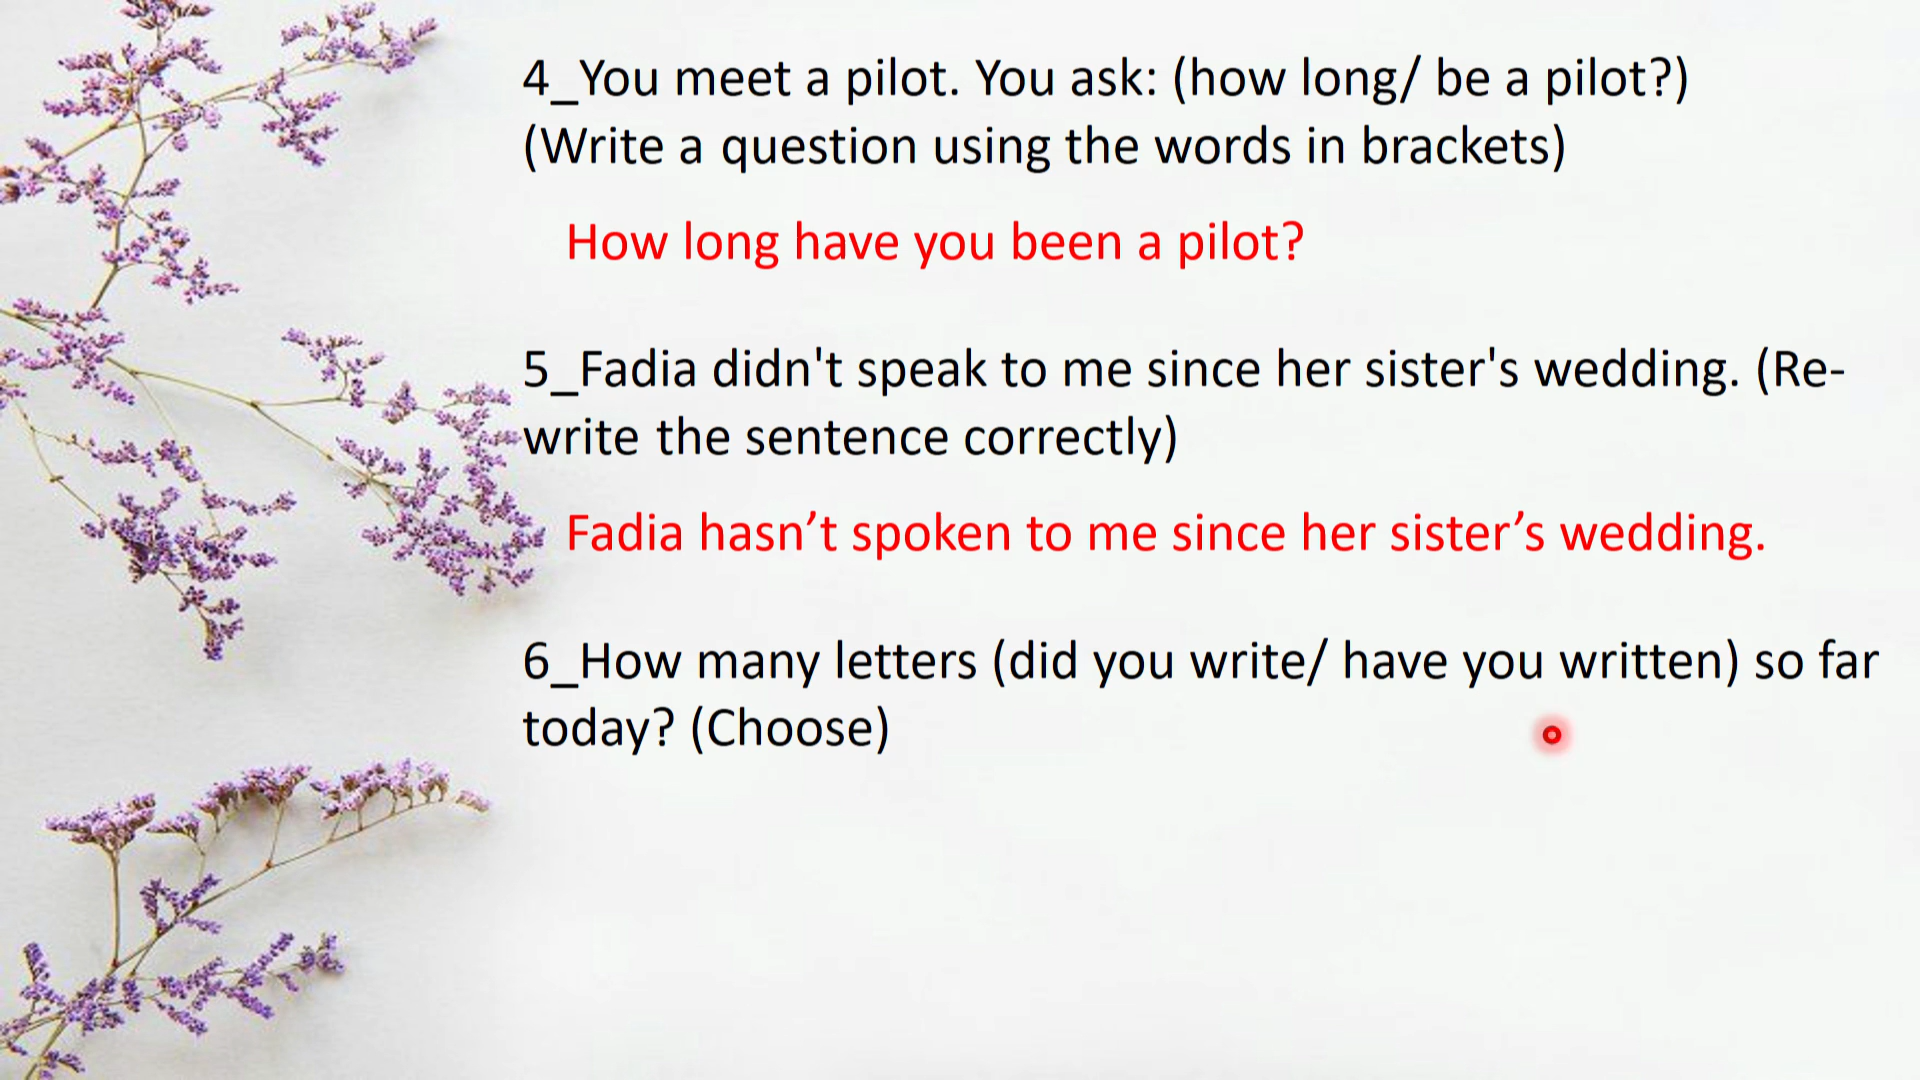 4_You meet a pilot. You ask: (how long/ be a pilot?)
(Write a question using the words in brackets)
How long have you been a pilot?
5_Fadia didn't speak to me since her sister's wedding. (Re-
write the sentence correctly)
Fadia hasn’t spoken to me since her sister’s wedding.
6_How many letters (did you write/ have you written) so far
today? (Choose)